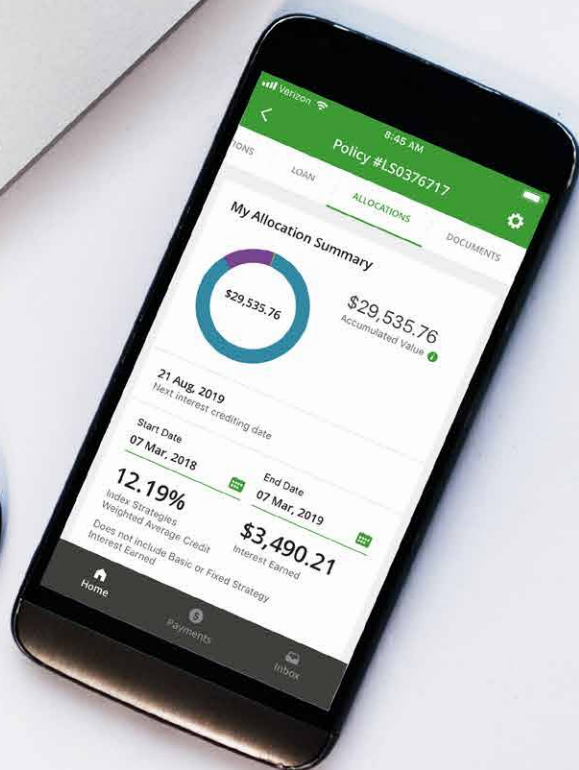 Verizon 8:45 AM
Policy #LS0376717
IONS LOAN ALLOCATIONS DOCUMENTS
My Allocation Summary
$29,535.76
$29,535.76
Accumulated Value
21 Aug, 2019
Next interest crediting date
Start Date
07 Mar, 2018
End Date
07 Mar, 2019
12.19%
Index Strategies
Weighted Average Credit
$3,490.21
Interest Earned
Does not include Basic or Fixed Strategy
Interest Earned
Home
Payments
Inbox